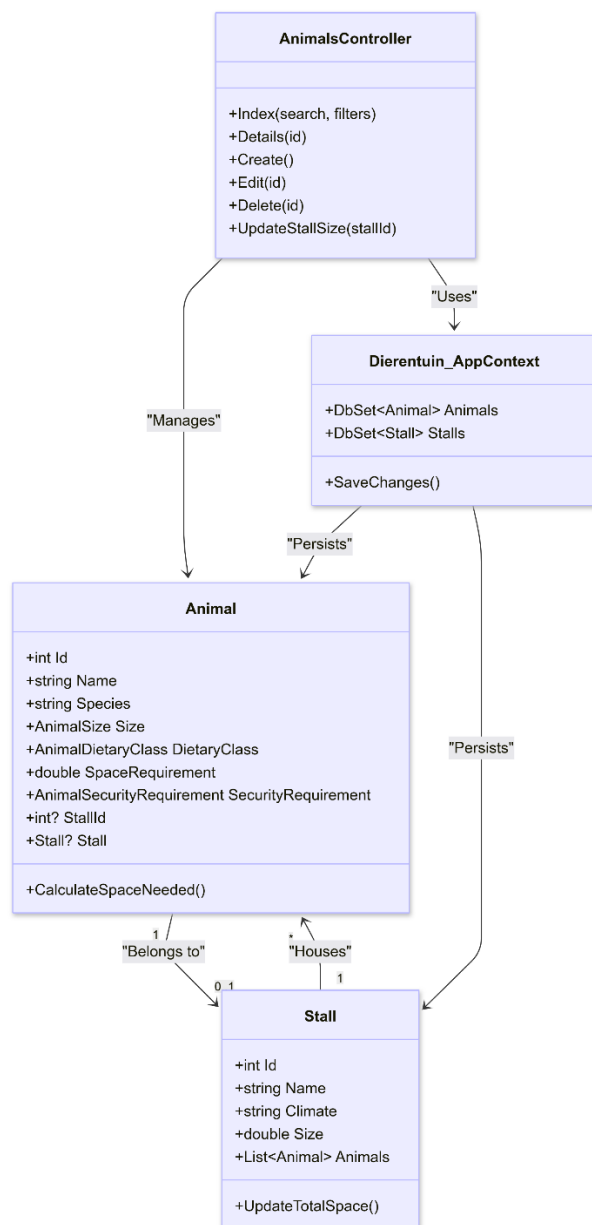 AnimalsController
+Index(search, filters)
+Details(id)
+Create()
+Edit(id)
+Delete(id)
+UpdateStallSize(stallId)
"Uses"
Dierentuin_AppContext
+DbSet<Animal> Animals
+DbSet<Stall> Stalls
+SaveChanges()
"Manages"
"Persists"
Animal
+int Id
+string Name
+string Species
+AnimalSize Size
+AnimalDietaryClass DietaryClass
+double SpaceRequirement
+AnimalSecurityRequirement SecurityRequirement
+int? StallId
+Stall? Stall
+CalculateSpaceNeeded()
"Persists"
1
"Belongs to"
0..1
*
"Houses"
1
Stall
+int Id
+string Name
+string Climate
+double Size
+List<Animal> Animals
+UpdateTotalSpace()